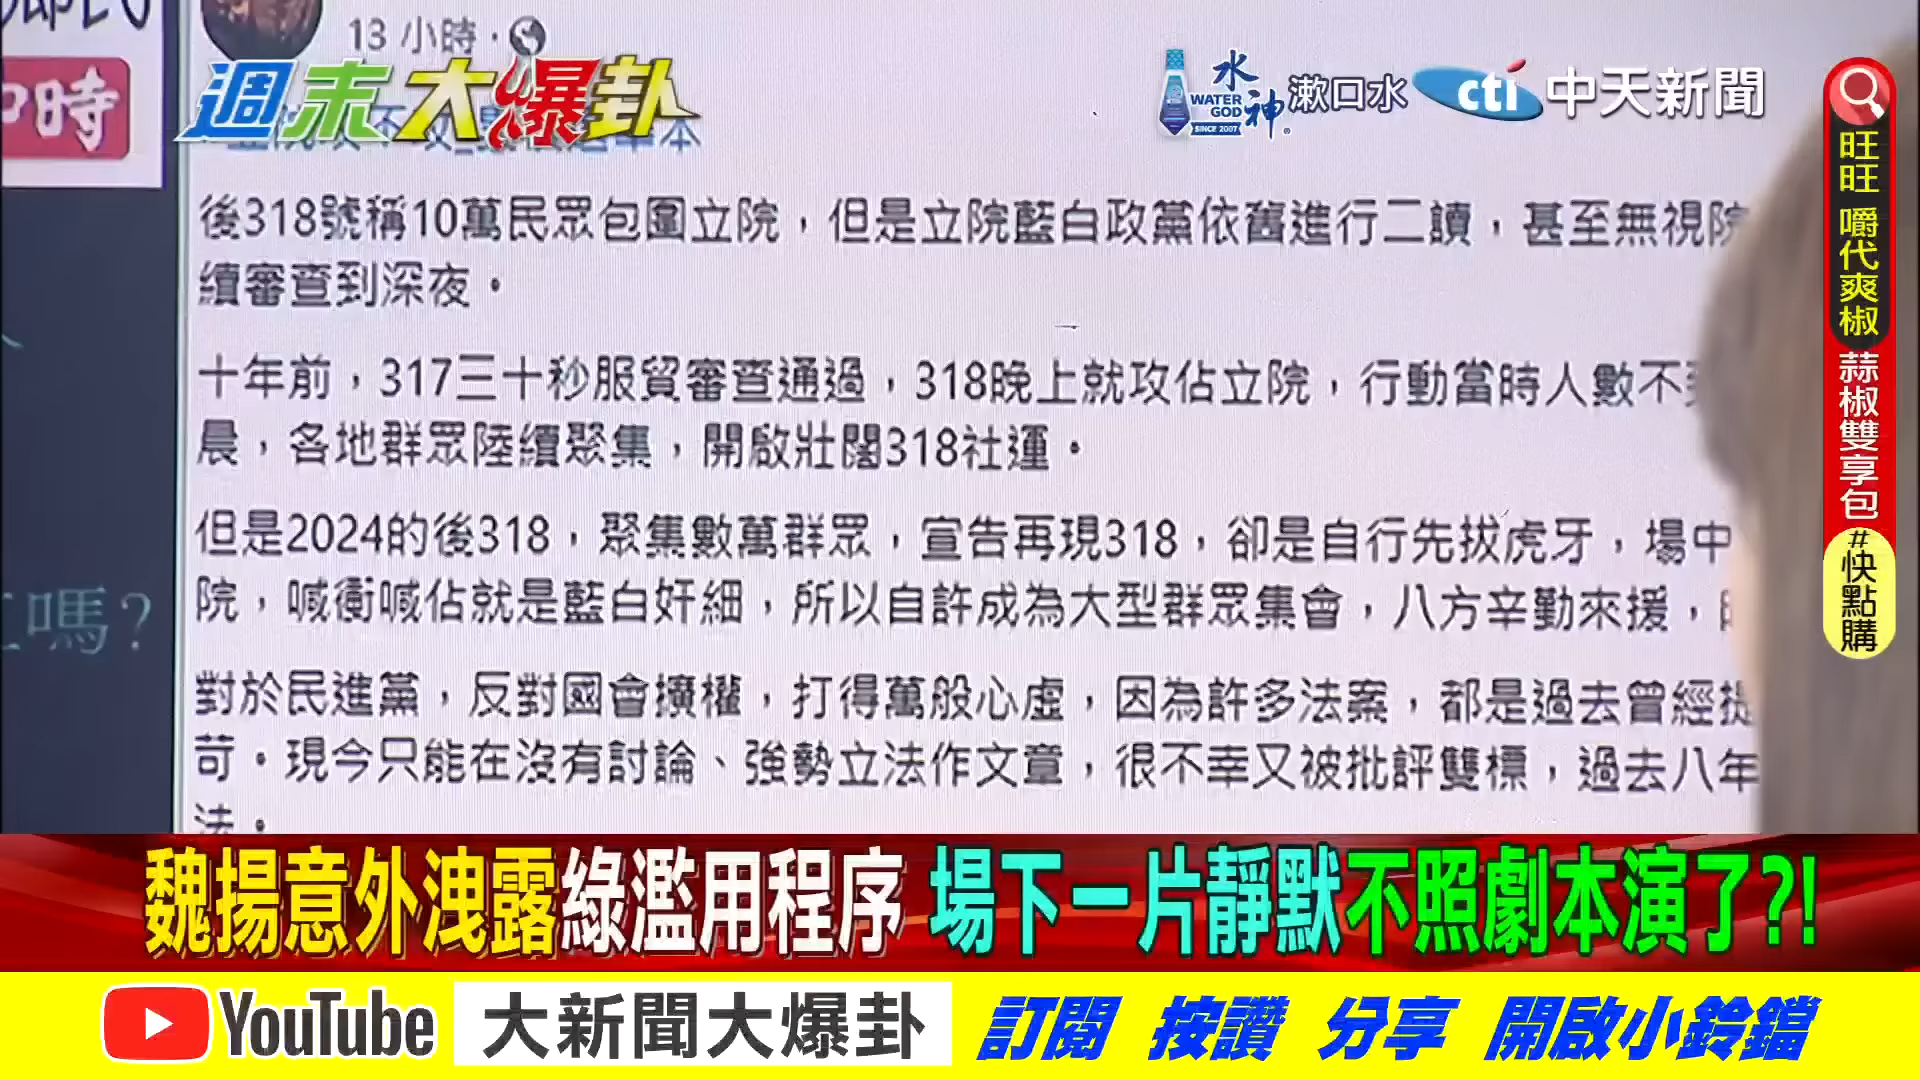 13 小時
週末大爆卦
水神
WATER GOD
SINCE 2007
漱口水
cti 中天新聞
旺旺 嚼代爽椒
蒜椒雙享包
#快點購
時
後318號稱10萬民眾包圍立院，但是立院藍白政黨依舊進行二讀，甚至無視院
續審查到深夜。
十年前，317三十秒服貿審查通過，318晚上就攻佔立院，行動當時人數不
晨，各地群眾陸續聚集，開啟壯闊318社運。
但是2024的後318，聚集數萬群眾，宣告再現318，卻是自行先拔虎牙，場中
院，喊衝喊佔就是藍白奸細，所以自許成為大型群眾集會，八方辛勤來援，
嗎?
對於民進黨，反對國會擴權，打得萬般心虛，因為許多法案，都是過去曾經提
苛。現今只能在沒有討論、強勢立法作文章，很不幸又被批評雙標，過去八年
法。
魏揚意外洩露綠濫用程序 場下一片靜默不照劇本演了?!
YouTube 大新聞大爆卦 訂閱 按讚 分享 開啟小鈴鐺